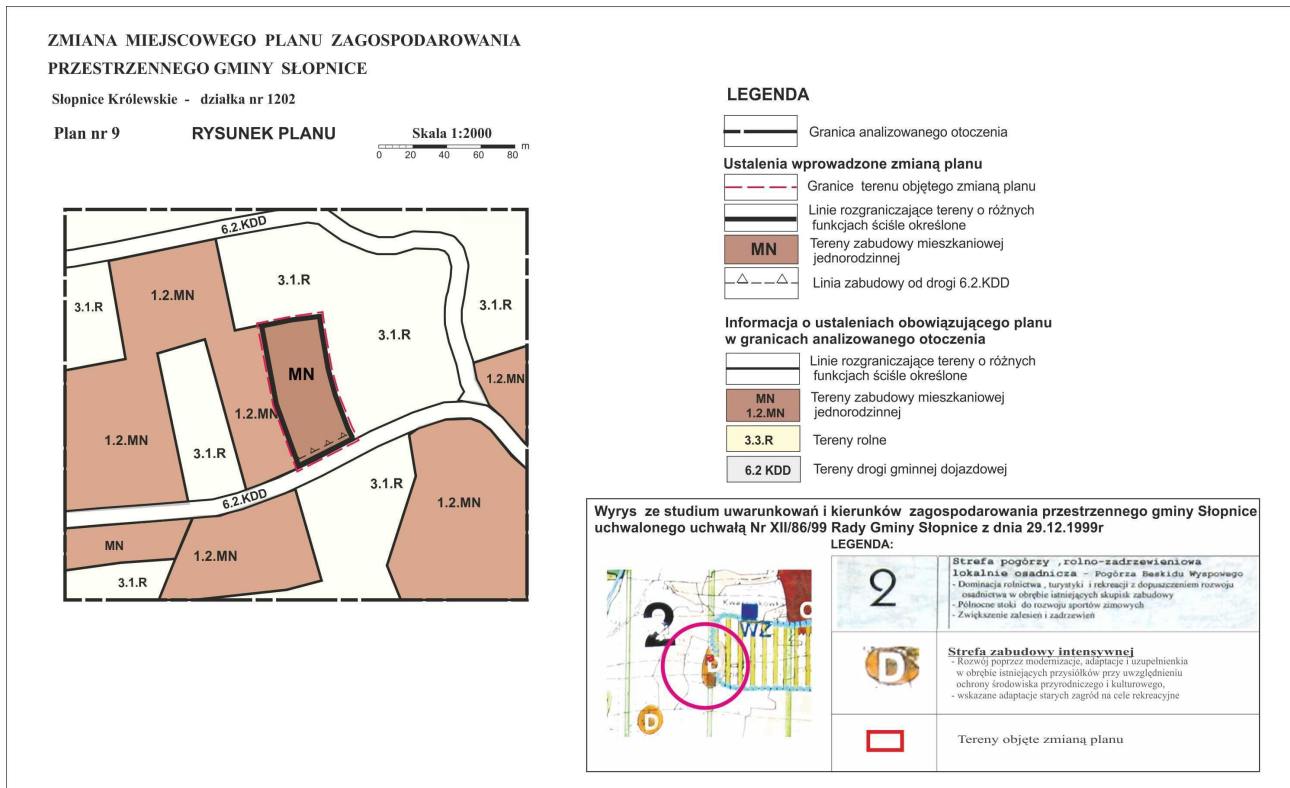 ZMIANA MIEJSCOWEGO PLANU ZAGOSPODAROWANIA
PRZESTRZENNEGO GMINY SŁOPNICE
Słopnice Królewskie - działka nr 1202
Plan nr 9
RYSUNEK PLANU
Skala 1:2000
0 20 40 60 80 m
6.2.KDD
3.1.R
1.2.MN
3.1.R
3.1.R
3.1.R
MN
1.2.MN
1.2.MN
1.2.MN
3.1.R
3.1.R
1.2.MN
6.2.KDD
MN
1.2.MN
3.1.R
LEGENDA
Granica analizowanego otoczenia
Ustalenia wprowadzone zmianą planu
Granice terenu objętego zmianą planu
Linie rozgraniczające tereny o różnych
funkcjach ściśle określone
MN
Tereny zabudowy mieszkaniowej
jednorodzinnej
Linia zabudowy od drogi 6.2.KDD
Informacja o ustaleniach obowiązującego planu
w granicach analizowanego otoczenia
Linie rozgraniczające tereny o różnych
funkcjach ściśle określone
MN
1.2.MN
Tereny zabudowy mieszkaniowej
jednorodzinnej
3.3.R
Tereny rolne
6.2 KDD
Tereny drogi gminnej dojazdowej
Wyrys ze studium uwarunkowań i kierunków zagospodarowania przestrzennego gminy Słopnice
uchwalonego uchwałą Nr XII/86/99 Rady Gminy Słopnice z dnia 29.12.1999r
LEGENDA:
2
WZ
D
2
Strefa pogórzy ,rolno-zadrzewieniowa
lokalnie osadnicza - Pogórza Beskidu Wyspowego
- Dominacja rolnictwa , turystyki i rekreacji z dopuszczeniem rozwoju
osadnictwa w obrębie istniejących skupisk zabudowy
- Północne stoki do rozwoju sportów zimowych
- Zwiększenie zalesień i zadrzewień
D
Strefa zabudowy intensywnej
- Rozwój poprzez modernizacje, adaptacje i uzupełnienkia
w obrębie istniejących przysiółków przy uwzględnieniu
ochrony środowiska przyrodniczego i kulturowego,
- wskazane adaptacje starych zagród na cele rekreacyjne
Tereny objęte zmianą planu